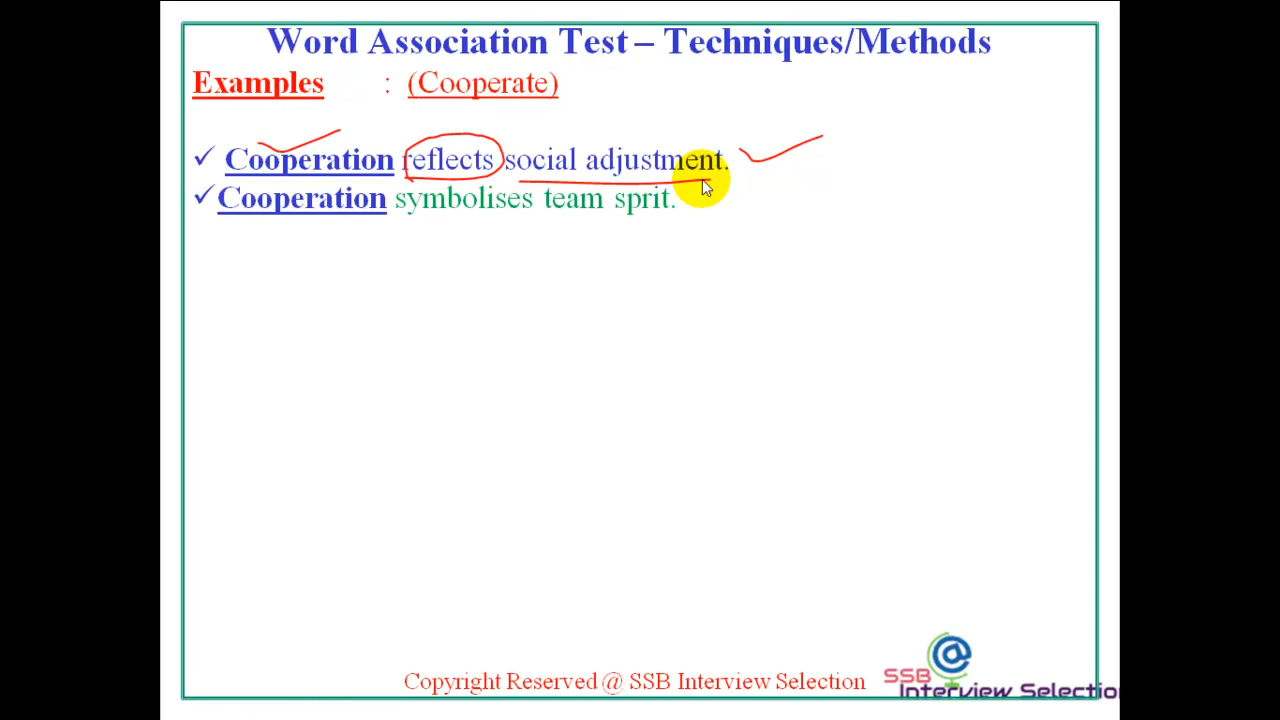 Word Association Test – Techniques/Methods
Examples : (Cooperate)
✓ Cooperation reflects social adjustment.
✓ Cooperation symbolises team sprit.
Copyright Reserved @ SSB Interview Selection
SSB
Interview Selectio